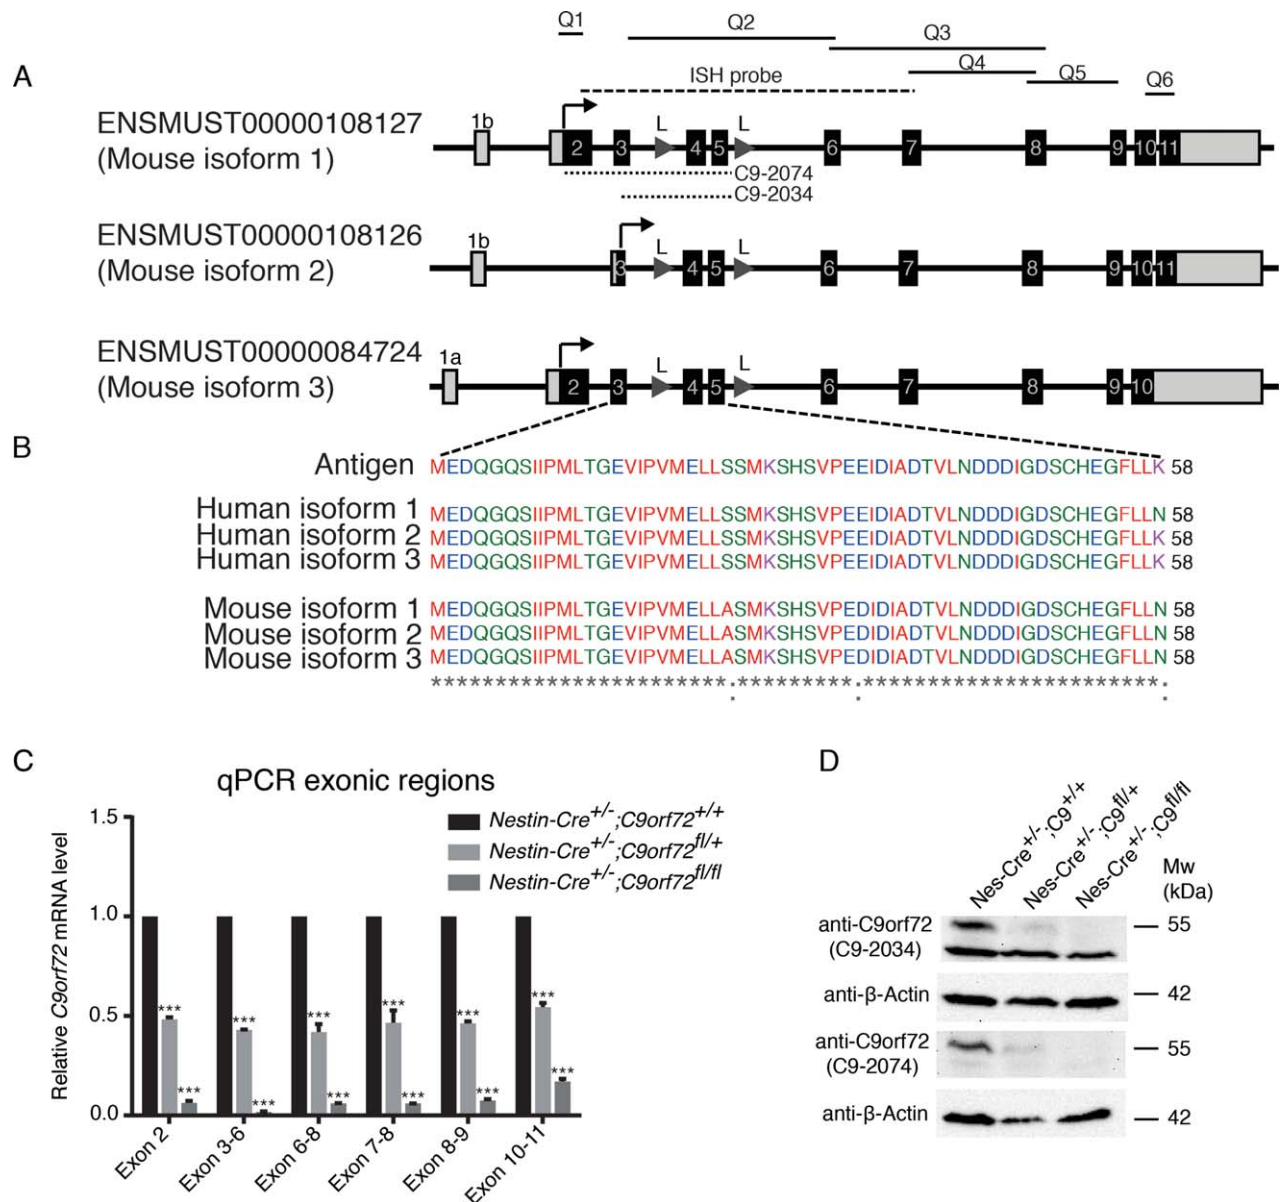 Q1
Q2
Q3
Q4
Q5
Q6
ISH probe
A
ENSMUST00000108127
(Mouse isoform 1)
1b
2
3
L
4
5
L
6
7
8
9
10
11
C9-2074
C9-2034
ENSMUST00000108126
(Mouse isoform 2)
1b
3
L
4
5
L
6
7
8
9
10
11
ENSMUST00000084724
(Mouse isoform 3)
1a
2
3
L
4
5
L
6
7
8
9
10
B
Antigen MEDQGQSIIPMLTGEVIPVMELLSSMKSHSVPEEIDIADTVLNDDDIGDSCHEGFLLK 58
Human isoform 1 MEDQGQSIIPMLTGEVIPVMELLSSMKSHSVPEEIDIADTVLNDDDIGDSCHEGFLLN 58
Human isoform 2 MEDQGQSIIPMLTGEVIPVMELLSSMKSHSVPEEIDIADTVLNDDDIGDSCHEGFLLK 58
Human isoform 3 MEDQGQSIIPMLTGEVIPVMELLSSMKSHSVPEEIDIADTVLNDDDIGDSCHEGFLLK 58
Mouse isoform 1 MEDQGQSIIPMLTGEVIPVMELLASMKSHSVPEDIDIADTVLNDDDIGDSCHEGFLLN 58
Mouse isoform 2 MEDQGQSIIPMLTGEVIPVMELLASMKSHSVPEDIDIADTVLNDDDIGDSCHEGFLLN 58
Mouse isoform 3 MEDQGQSIIPMLTGEVIPVMELLASMKSHSVPEDIDIADTVLNDDDIGDSCHEGFLLN 58
***********************:*********:***********************:
C
qPCR exonic regions
Relative C9orf72 mRNA level
1.5
1.0
0.5
0.0
Nestin-Cre+/-;C9orf72+/+
Nestin-Cre+/-;C9orf72fl/+
Nestin-Cre+/-;C9orf72fl/fl
*** *** *** *** *** ***
*** *** *** *** *** ***
Exon 2
Exon 3-6
Exon 6-8
Exon 7-8
Exon 8-9
Exon 10-11
D
Nes-Cre+/-;C9+/+
Nes-Cre+/-;C9fl/+
Nes-Cre+/-;C9fl/fl
Mw
(kDa)
anti-C9orf72
(C9-2034)
55
anti-β-Actin
42
anti-C9orf72
(C9-2074)
55
anti-β-Actin
42